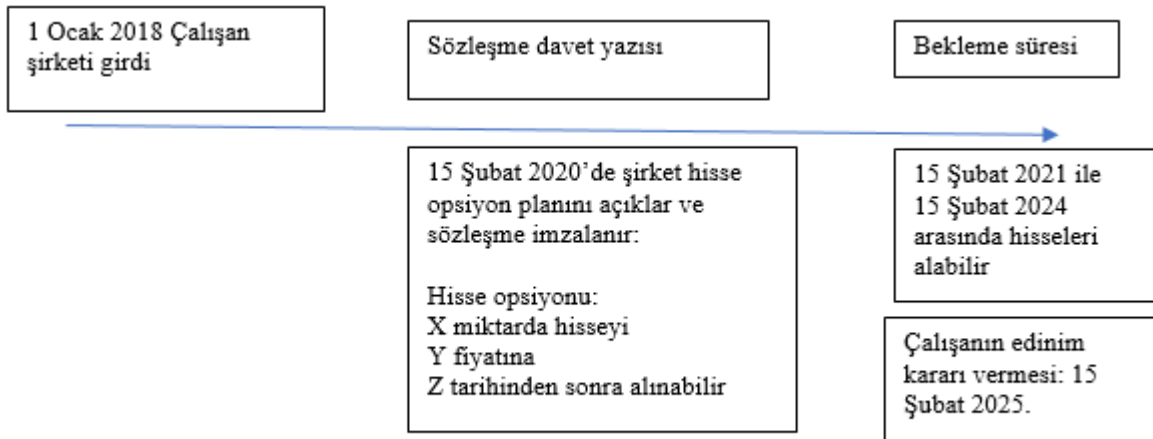 1 Ocak 2018 Çalışan
şirketi girdi
Sözleşme davet yazısı
Bekleme süresi
15 Şubat 2020’de şirket hisse
opsiyon planını açıklar ve
sözleşme imzalanır:
Hisse opsiyonu:
X miktarda hisseyi
Y fiyatına
Z tarihinden sonra alınabilir
15 Şubat 2021 ile
15 Şubat 2024
arasında hisseleri
alabilir
Çalışanın edinim
kararı vermesi: 15
Şubat 2025.